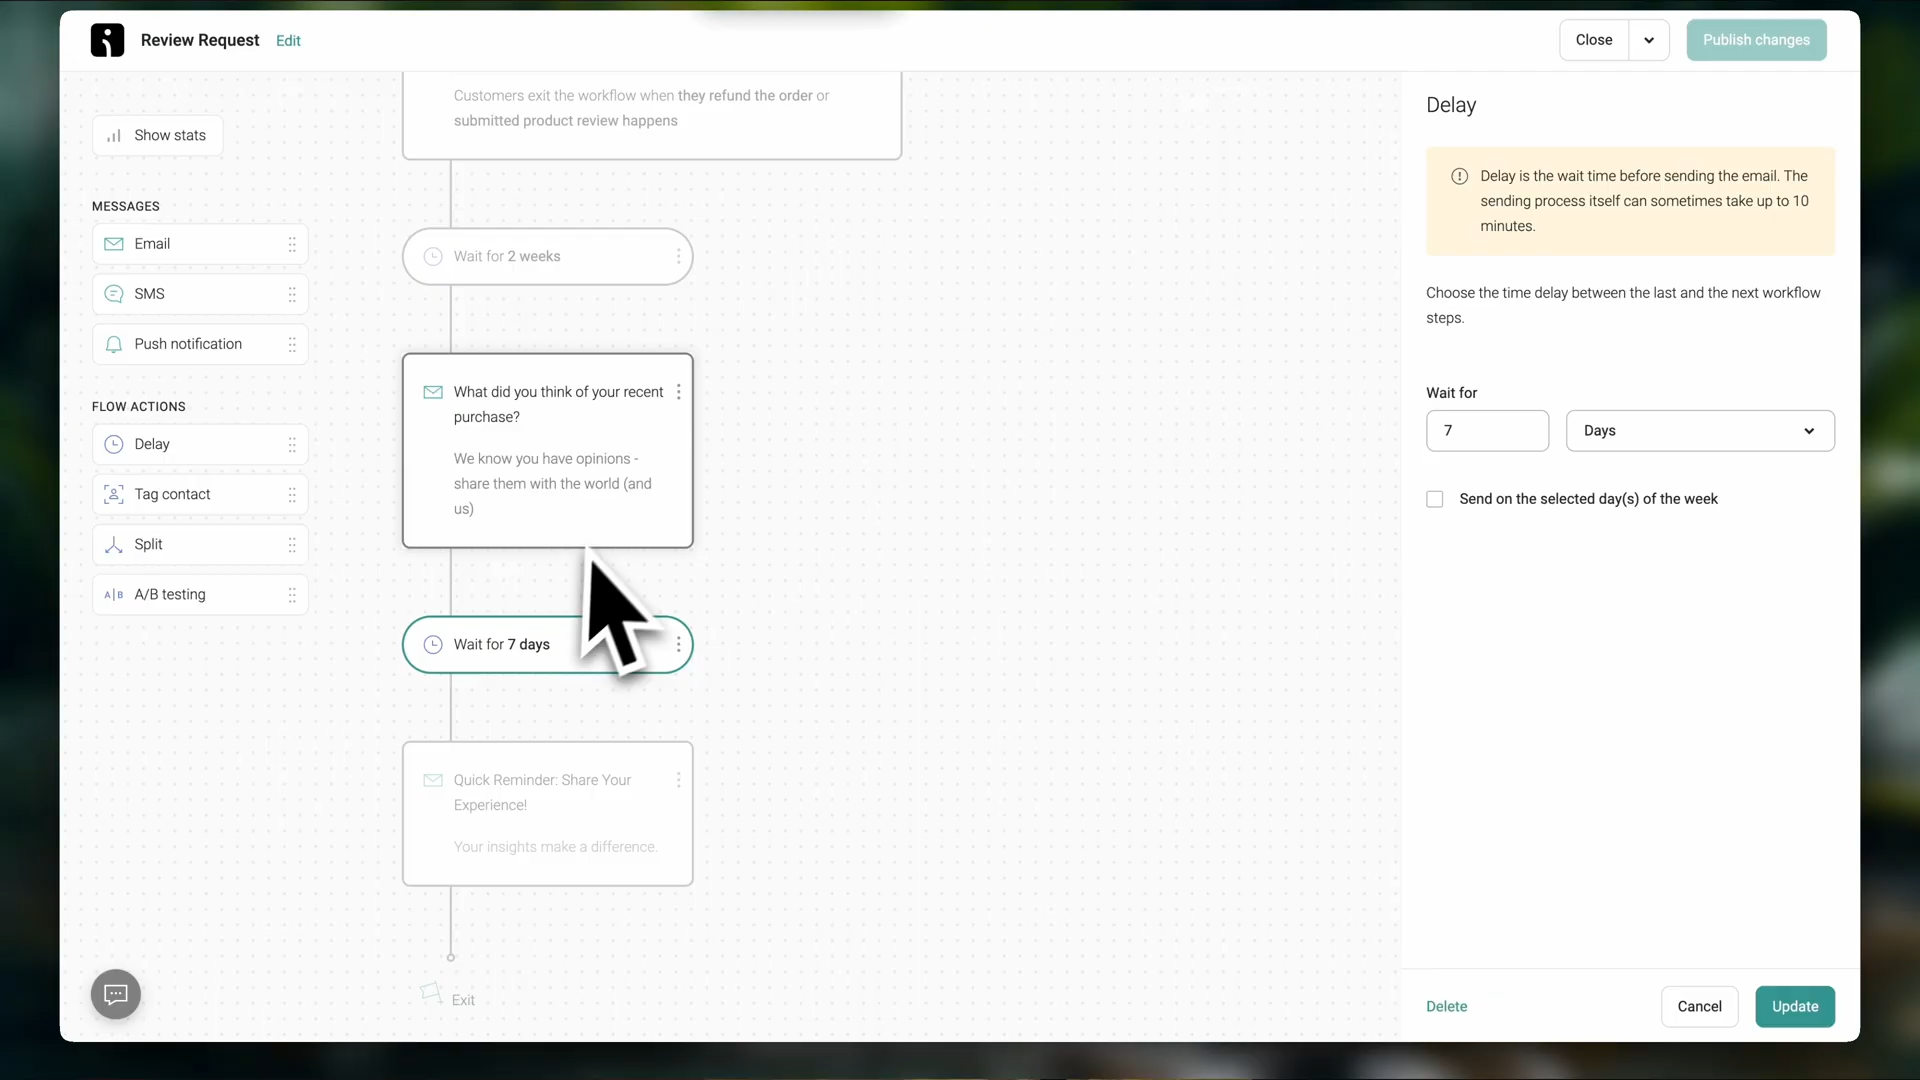 Review Request
Edit
Close
Publish changes
Show stats
MESSAGES
Email
SMS
Push notification
FLOW ACTIONS
Delay
Tag contact
Split
A|B
A/B testing
Customers exit the workflow when they refund the order or
submitted product review happens
Wait for 2 weeks
What did you think of your recent
purchase?
We know you have opinions -
share them with the world (and
us)
Wait for 7 days
Quick Reminder: Share Your
Experience!
Your insights make a difference.
Exit
Delay
Delay is the wait time before sending the email. The
sending process itself can sometimes take up to 10
minutes.
Choose the time delay between the last and the next workflow
steps.
Wait for
7
Days
Send on the selected day(s) of the week
Delete
Cancel
Update